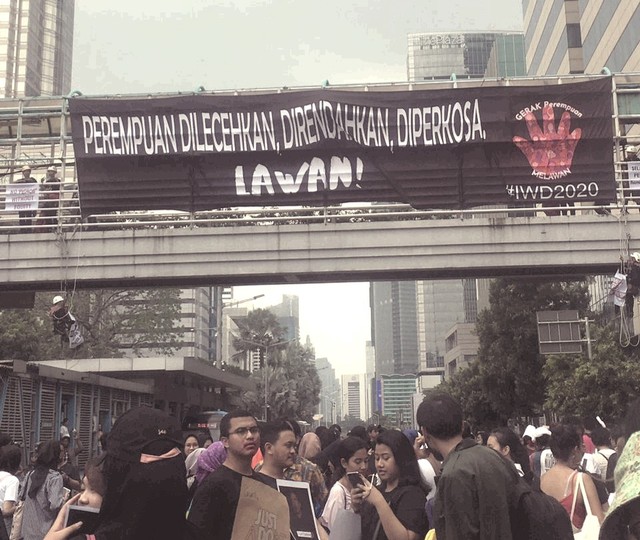 PEREMPUAN DILECEHKAN, DIRENDAHKAN, DIPERKOSA,
LAWAN!
GERAK Perempuan
MELAWAN
#IWD2020